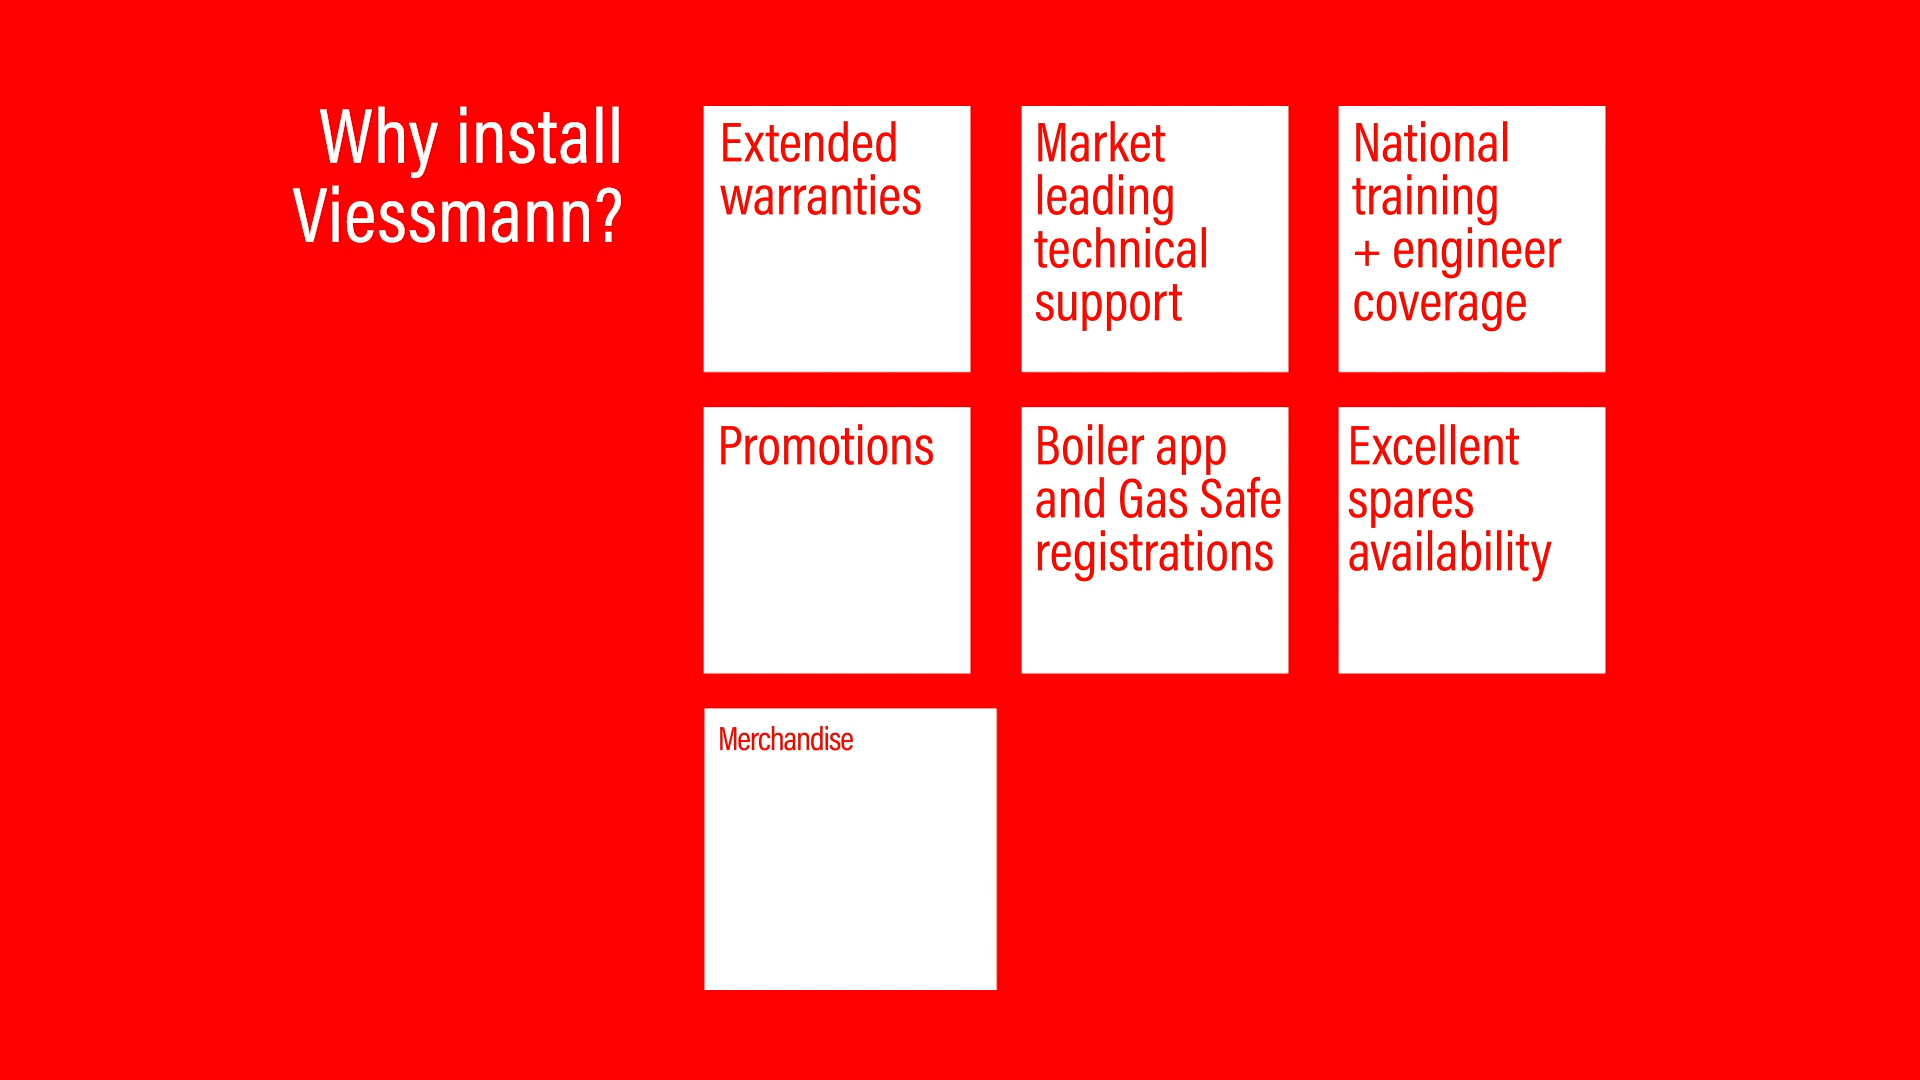 Why install
Viessmann?
Extended
warranties
Market
leading
technical
support
National
training
+ engineer
coverage
Promotions
Boiler app
and Gas Safe
registrations
Excellent
spares
availability
Merchandise